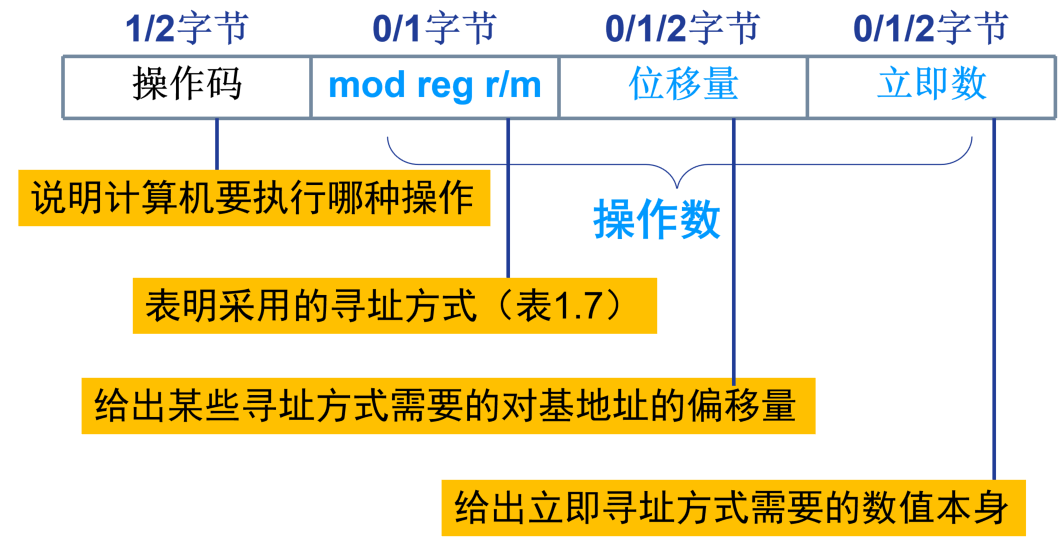 1/2字节 0/1字节 0/1/2字节 0/1/2字节
操作码 mod reg r/m 位移量 立即数
说明计算机要执行哪种操作
操作数
表明采用的寻址方式（表1.7）
给出某些寻址方式需要的对基地址的偏移量
给出立即寻址方式需要的数值本身